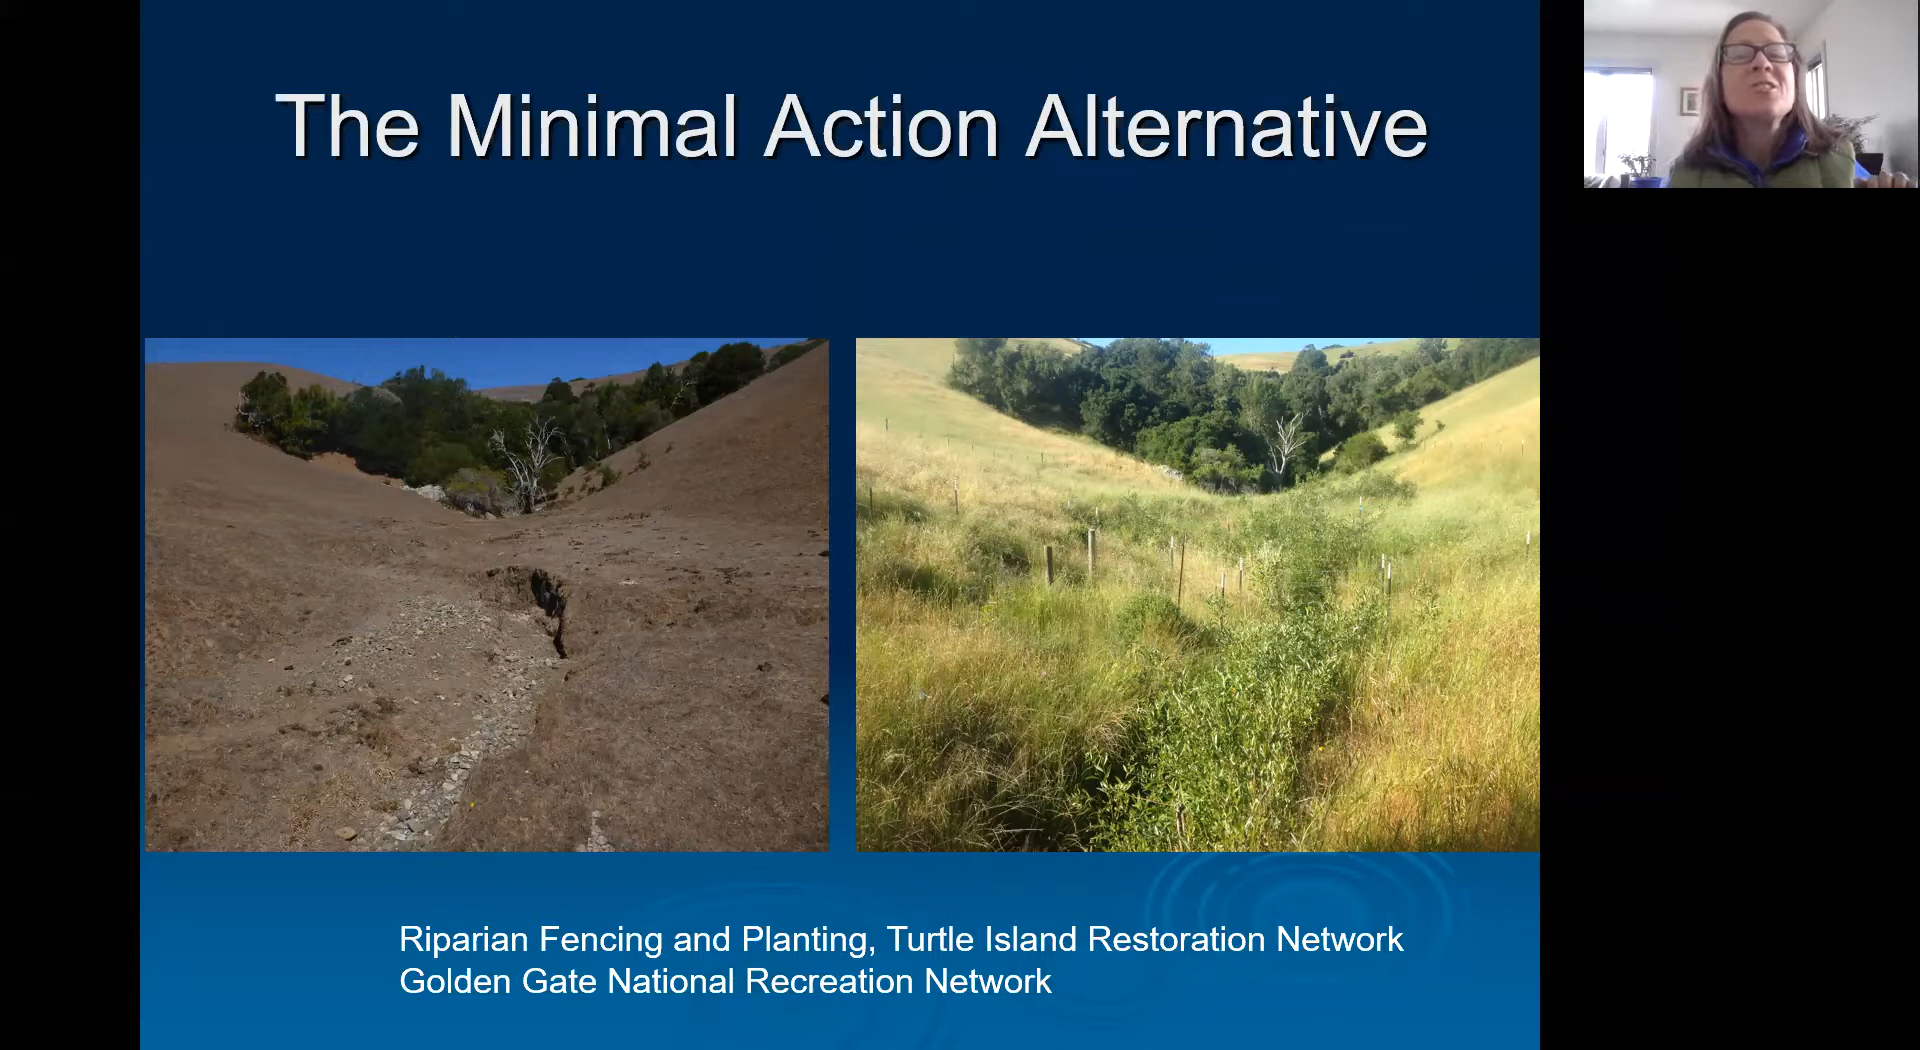 The Minimal Action Alternative
Riparian Fencing and Planting, Turtle Island Restoration Network
Golden Gate National Recreation Network